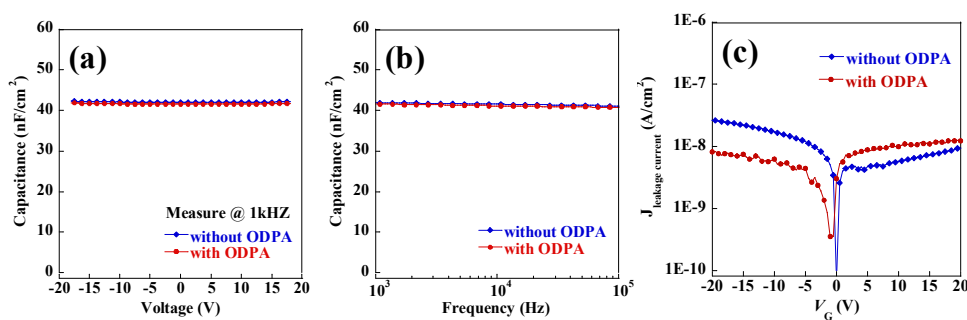 (a)
Capacitance (nF/cm²)
60
50
40
30
20
10
0
Measure @ 1kHZ
without ODPA
with ODPA
-20 -15 -10 -5 0 5 10 15 20
Voltage (V)
(b)
Capacitance (nF/cm²)
60
50
40
30
20
10
0
without ODPA
with ODPA
10³ 10⁴ 10⁵
Frequency (Hz)
(c)
J leakage current (A/cm²)
1E-6
1E-7
1E-8
1E-9
1E-10
without ODPA
with ODPA
-20 -15 -10 -5 0 5 10 15 20
V_G (V)